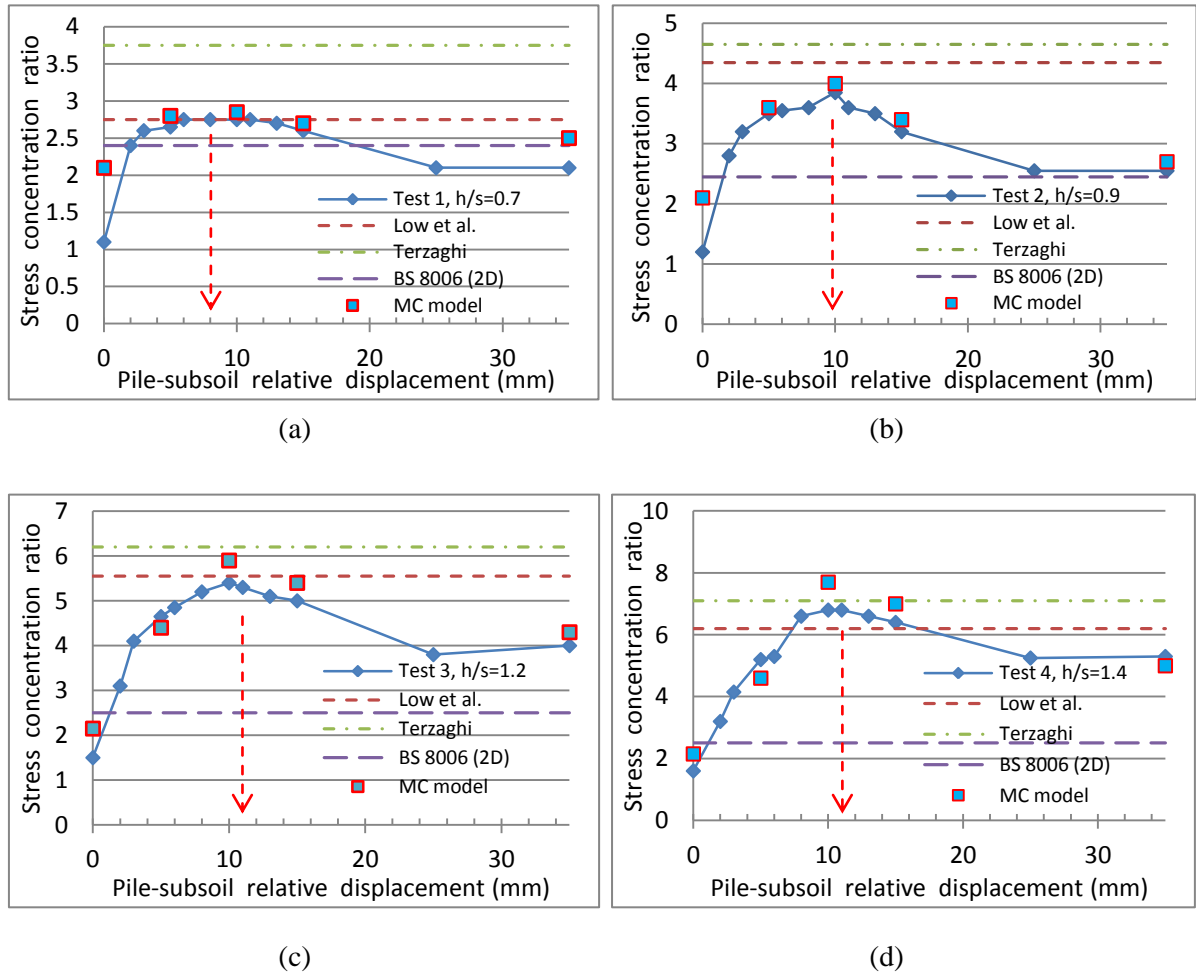 4
3.5
3
2.5
2
1.5
1
0.5
0
Stress concentration ratio
Test 1, h/s=0.7
Low et al.
Terzaghi
BS 8006 (2D)
MC model
0 10 20 30
Pile-subsoil relative displacement (mm)
(a)
5
4
3
2
1
0
Stress concentration ratio
Test 2, h/s=0.9
Low et al.
Terzaghi
BS 8006 (2D)
MC model
0 10 20 30
Pile-subsoil relative displacement (mm)
(b)
7
6
5
4
3
2
1
0
Stress concentration ratio
Test 3, h/s=1.2
Low et al.
Terzaghi
BS 8006 (2D)
MC model
0 10 20 30
Pile-subsoil relative displacement (mm)
(c)
10
8
6
4
2
0
Stress concentration ratio
Test 4, h/s=1.4
Low et al.
Terzaghi
BS 8006 (2D)
MC model
0 10 20 30
Pile-subsoil relative displacement (mm)
(d)